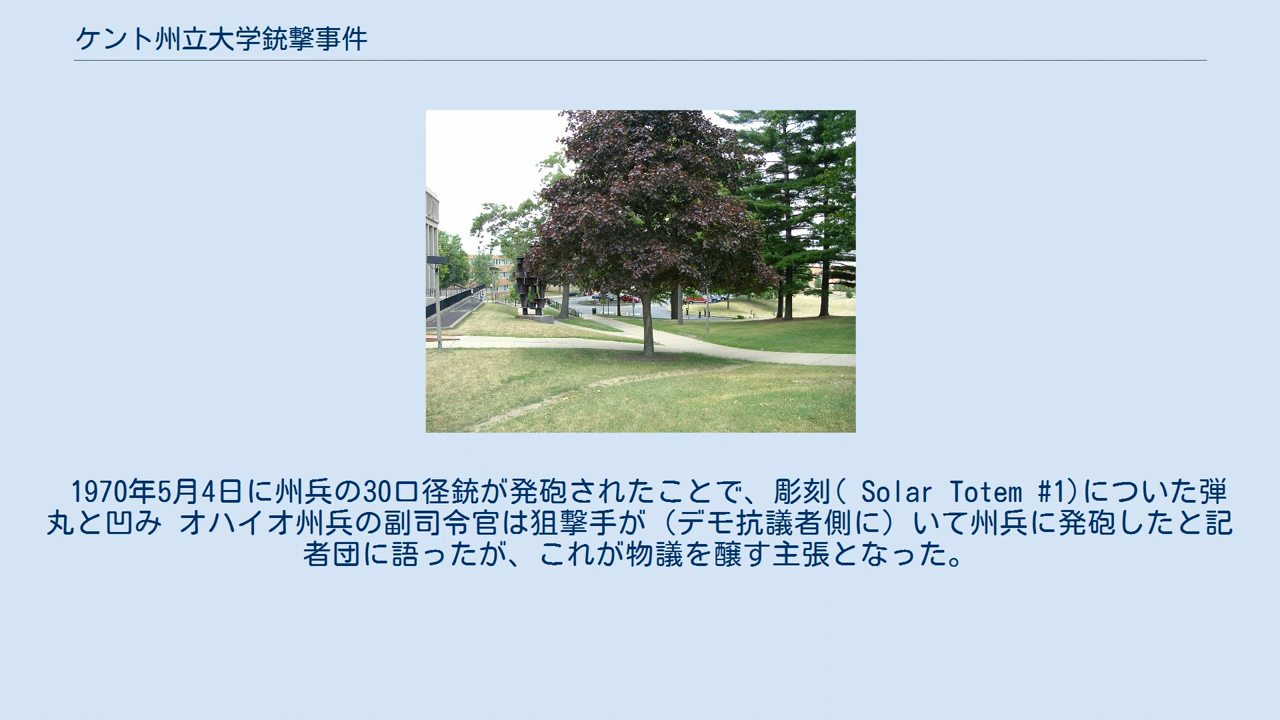 ケント州立大学銃撃事件
1970年5月4日に州兵の30口径銃が発砲されたことで、彫刻( Solar Totem #1)についた弾
丸と凹み オハイオ州兵の副司令官は狙撃手が（デモ抗議者側に）いて州兵に発砲したと記
者団に語ったが、これが物議を醸す主張となった。